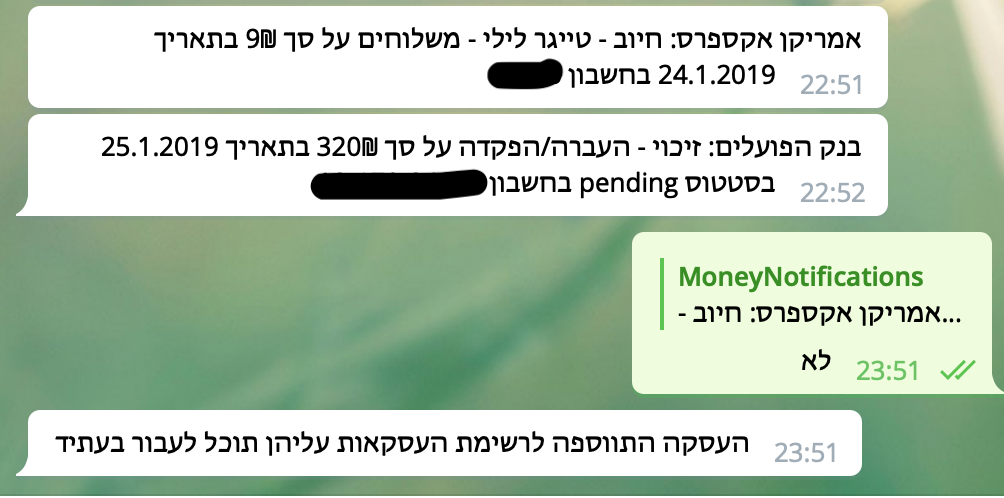 אמריקן אקספרס: חיוב - טייגר לילי - משלוחים על סך 9₪ בתאריך
24.1.2019 בחשבון
22:51
בנק הפועלים: זיכוי - העברה/הפקדה על סך 320₪ בתאריך 25.1.2019
בסטטוס pending בחשבון
22:52
MoneyNotifications
אמריקן אקספרס: חיוב -...
לא
23:51
העסקה התווספה לרשימת העסקאות עליהן תוכל לעבור בעתיד
23:51